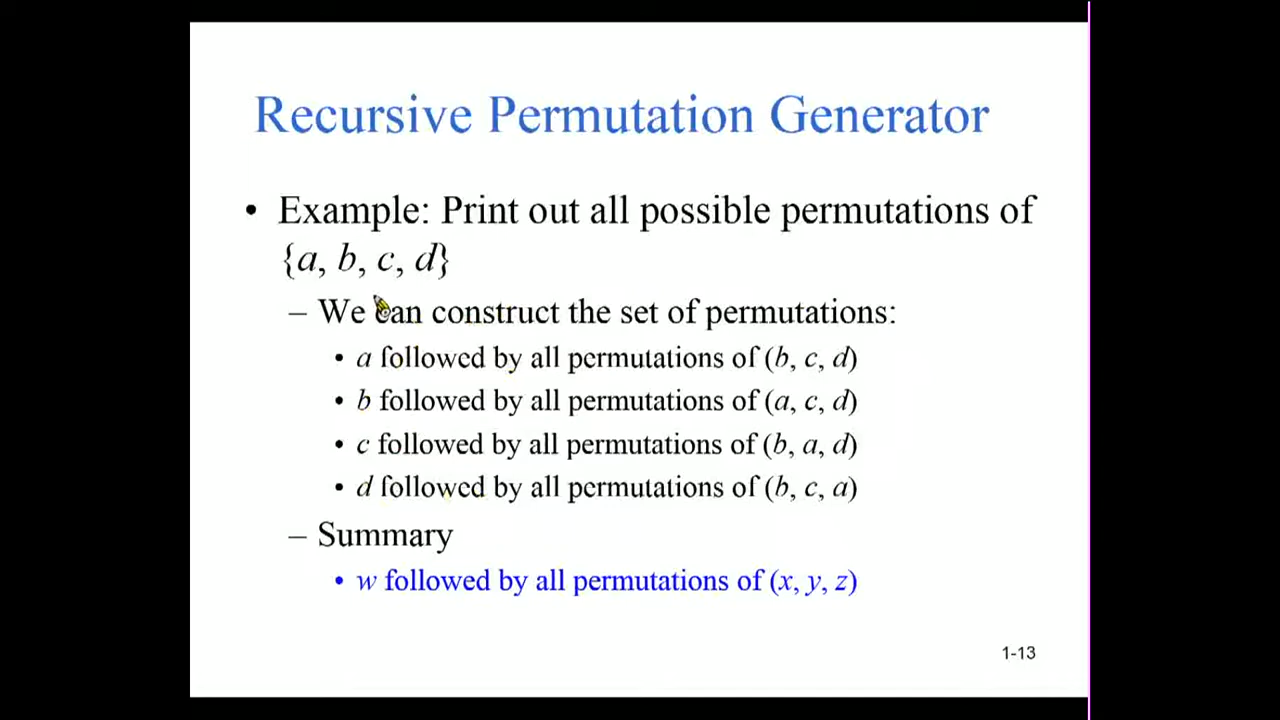 Recursive Permutation Generator
• Example: Print out all possible permutations of
{a, b, c, d}
– We can construct the set of permutations:
• a followed by all permutations of (b, c, d)
• b followed by all permutations of (a, c, d)
• c followed by all permutations of (b, a, d)
• d followed by all permutations of (b, c, a)
– Summary
• w followed by all permutations of (x, y, z)
1-13